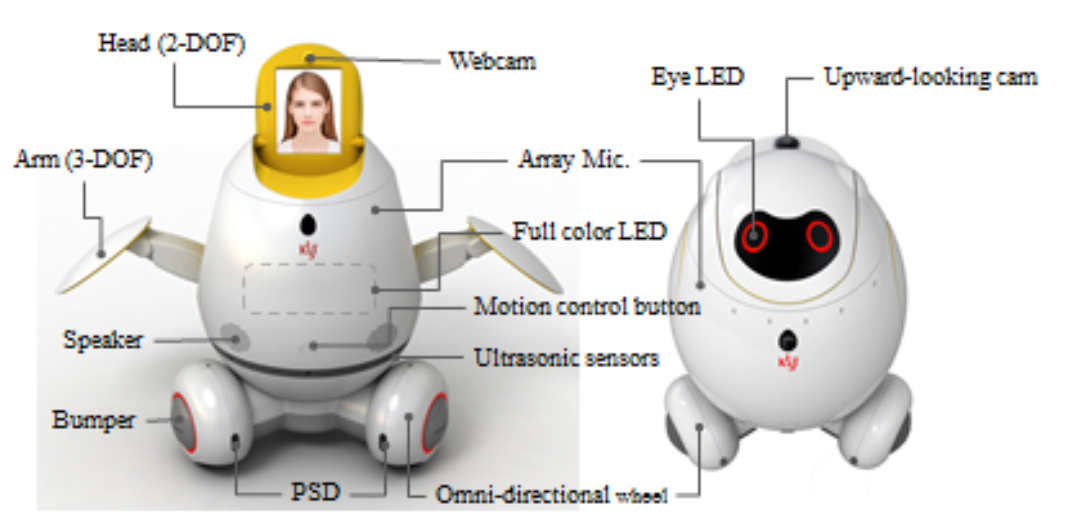 Head (2-DOF)
Webcam
Eye LED
Upward-looking cam
Arm (3-DOF)
Array Mic.
Full color LED
Motion control button
Speaker
Ultrasonic sensors
Bumper
PSD
Omni-directional wheel